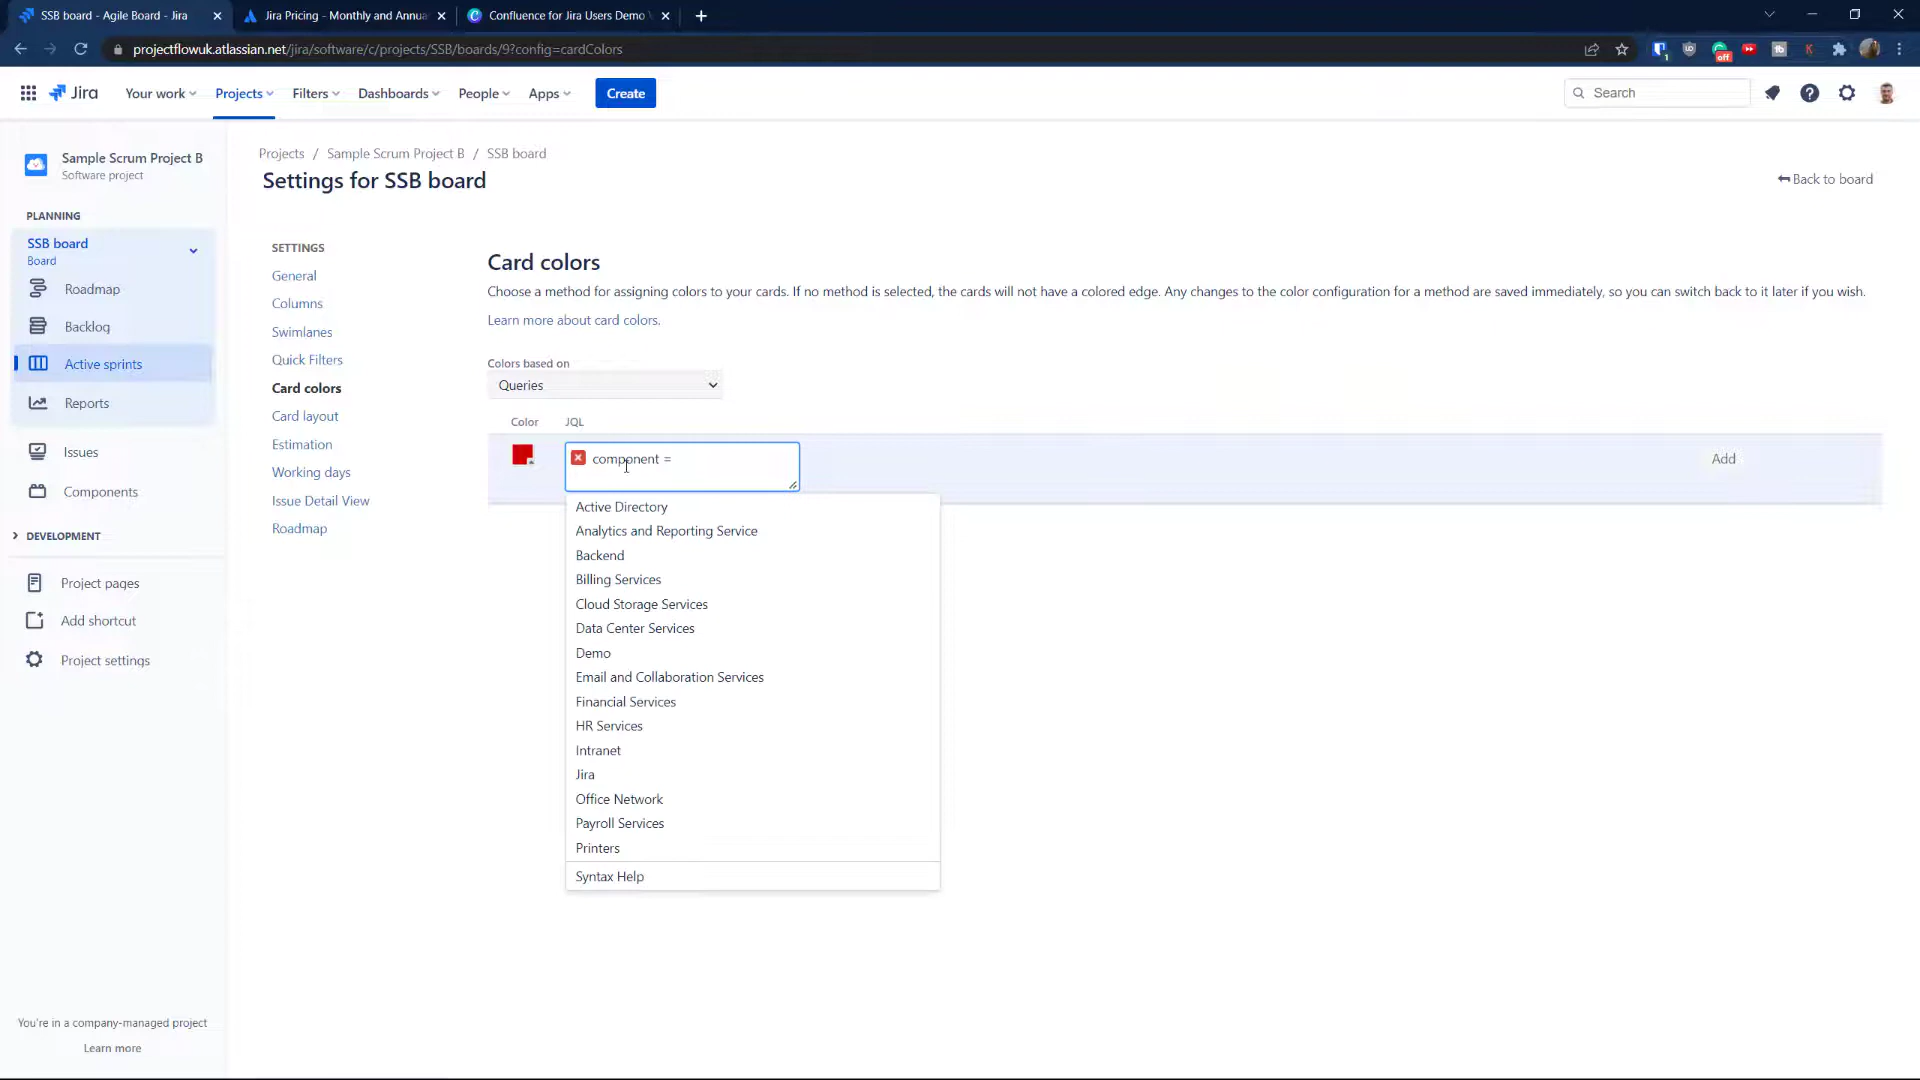 SSB board - Agile Board - Jira
Jira Pricing - Monthly and Annua
Confluence for Jira Users Demo
projectflowuk.atlassian.net/jira/software/c/projects/SSB/boards/9?config=cardColors
Jira
Your work
Projects
Filters
Dashboards
People
Apps
Create
Search
Sample Scrum Project B
Software project
PLANNING
SSB board
Board
Roadmap
Backlog
Active sprints
Reports
Issues
Components
DEVELOPMENT
Project pages
Add shortcut
Project settings
You're in a company-managed project
Learn more
Projects / Sample Scrum Project B / SSB board
Settings for SSB board
Back to board
SETTINGS
General
Columns
Swimlanes
Quick Filters
Card colors
Card layout
Estimation
Working days
Issue Detail View
Roadmap
Card colors
Choose a method for assigning colors to your cards. If no method is selected, the cards will not have a colored edge. Any changes to the color configuration for a method are saved immediately, so you can switch back to it later if you wish.
Learn more about card colors.
Colors based on
Queries
Color JQL
component =
Add
Active Directory
Analytics and Reporting Service
Backend
Billing Services
Cloud Storage Services
Data Center Services
Demo
Email and Collaboration Services
Financial Services
HR Services
Intranet
Jira
Office Network
Payroll Services
Printers
Syntax Help